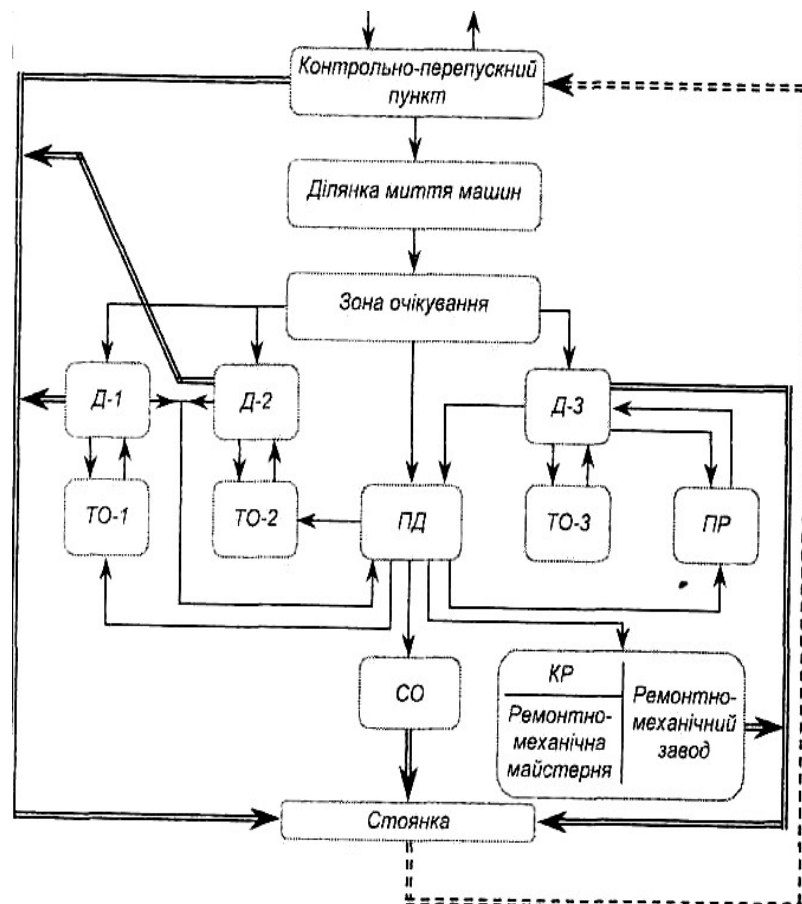 Контрольно-перепускний
пункт
Ділянка миття машин
Зона очікування
Д-1
Д-2
Д-3
ТО-1
ТО-2
ПД
ТО-3
ПР
СО
КР
Ремонтно-
механічна
майстерня
Ремонтно-
механічний
завод
Стоянка